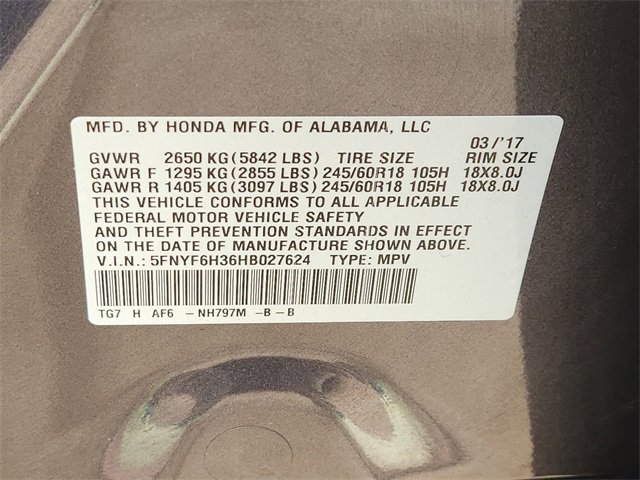 MFD. BY HONDA MFG. OF ALABAMA, LLC
03/'17
GVWR 2650 KG (5842 LBS) TIRE SIZE RIM SIZE
GAWR F 1295 KG (2855 LBS) 245/60R18 105H 18X8.0J
GAWR R 1405 KG (3097 LBS) 245/60R18 105H 18X8.0J
THIS VEHICLE CONFORMS TO ALL APPLICABLE
FEDERAL MOTOR VEHICLE SAFETY
AND THEFT PREVENTION STANDARDS IN EFFECT
ON THE DATE OF MANUFACTURE SHOWN ABOVE.
V.I.N.: 5FNYF6H36HB027624 TYPE: MPV
TG7 H AF6 - NH797M -B - B